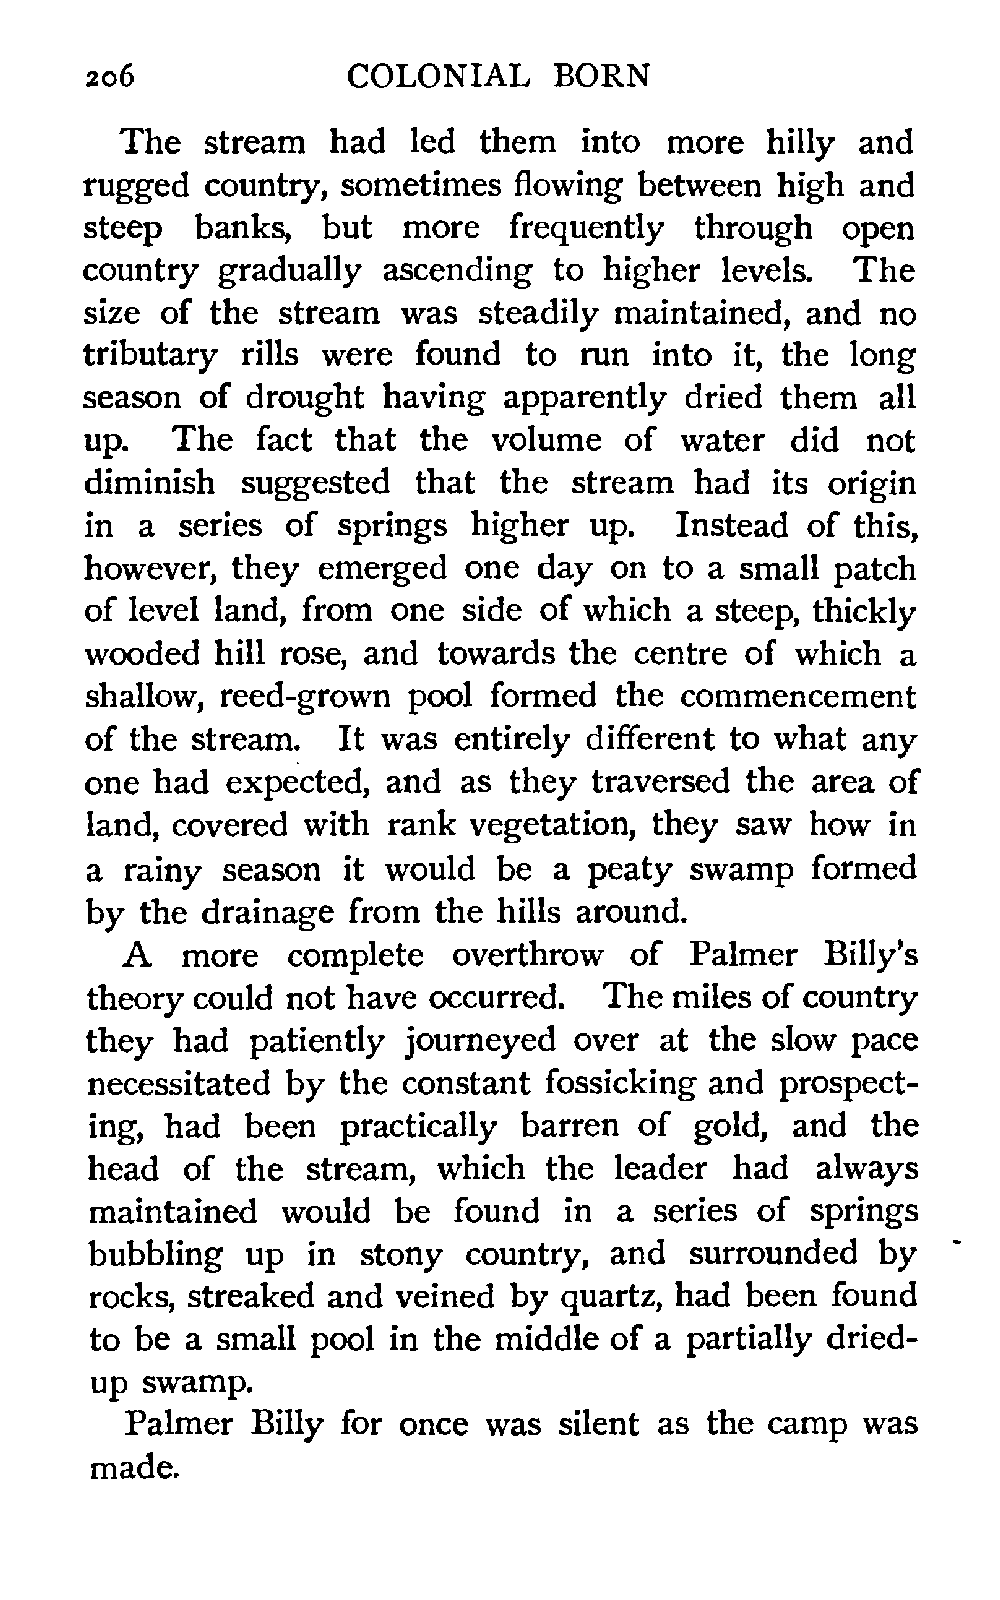 206 COLONIAL BORN
The stream had led them into more hilly and
rugged country, sometimes flowing between high and
steep banks, but more frequently through open
country gradually ascending to higher levels. The
size of the stream was steadily maintained, and no
tributary rills were found to run into it, the long
season of drought having apparently dried them all
up. The fact that the volume of water did not
diminish suggested that the stream had its origin
in a series of springs higher up. Instead of this,
however, they emerged one day on to a small patch
of level land, from one side of which a steep, thickly
wooded hill rose, and towards the centre of which a
shallow, reed-grown pool formed the commencement
of the stream. It was entirely different to what any
one had expected, and as they traversed the area of
land, covered with rank vegetation, they saw how in
a rainy season it would be a peaty swamp formed
by the drainage from the hills around.
A more complete overthrow of Palmer Billy's
theory could not have occurred. The miles of country
they had patiently journeyed over at the slow pace
necessitated by the constant fossicking and prospect-
ing, had been practically barren of gold, and the
head of the stream, which the leader had always
maintained would be found in a series of springs
bubbling up in stony country, and surrounded by
rocks, streaked and veined by quartz, had been found
to be a small pool in the middle of a partially dried-
up swamp.
Palmer Billy for once was silent as the camp was
made.